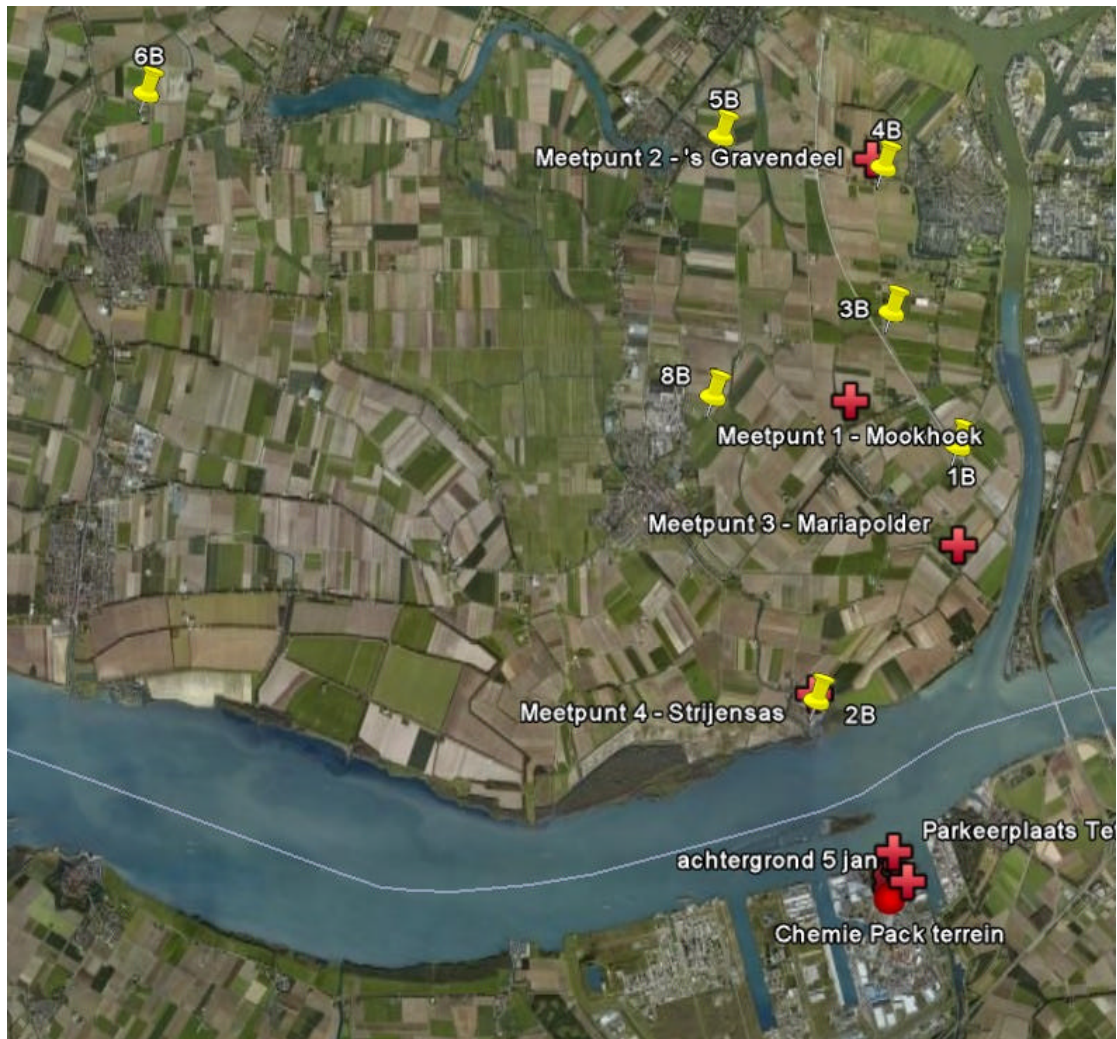 6B
5B
4B
Meetpunt 2 - 's Gravendeel
3B
8B
Meetpunt 1 - Mookhoek
1B
Meetpunt 3 - Mariapolder
Meetpunt 4 - Strijensas
2B
Parkeerplaats Te
achtergrond 5 jan
Chemie Pack terrein